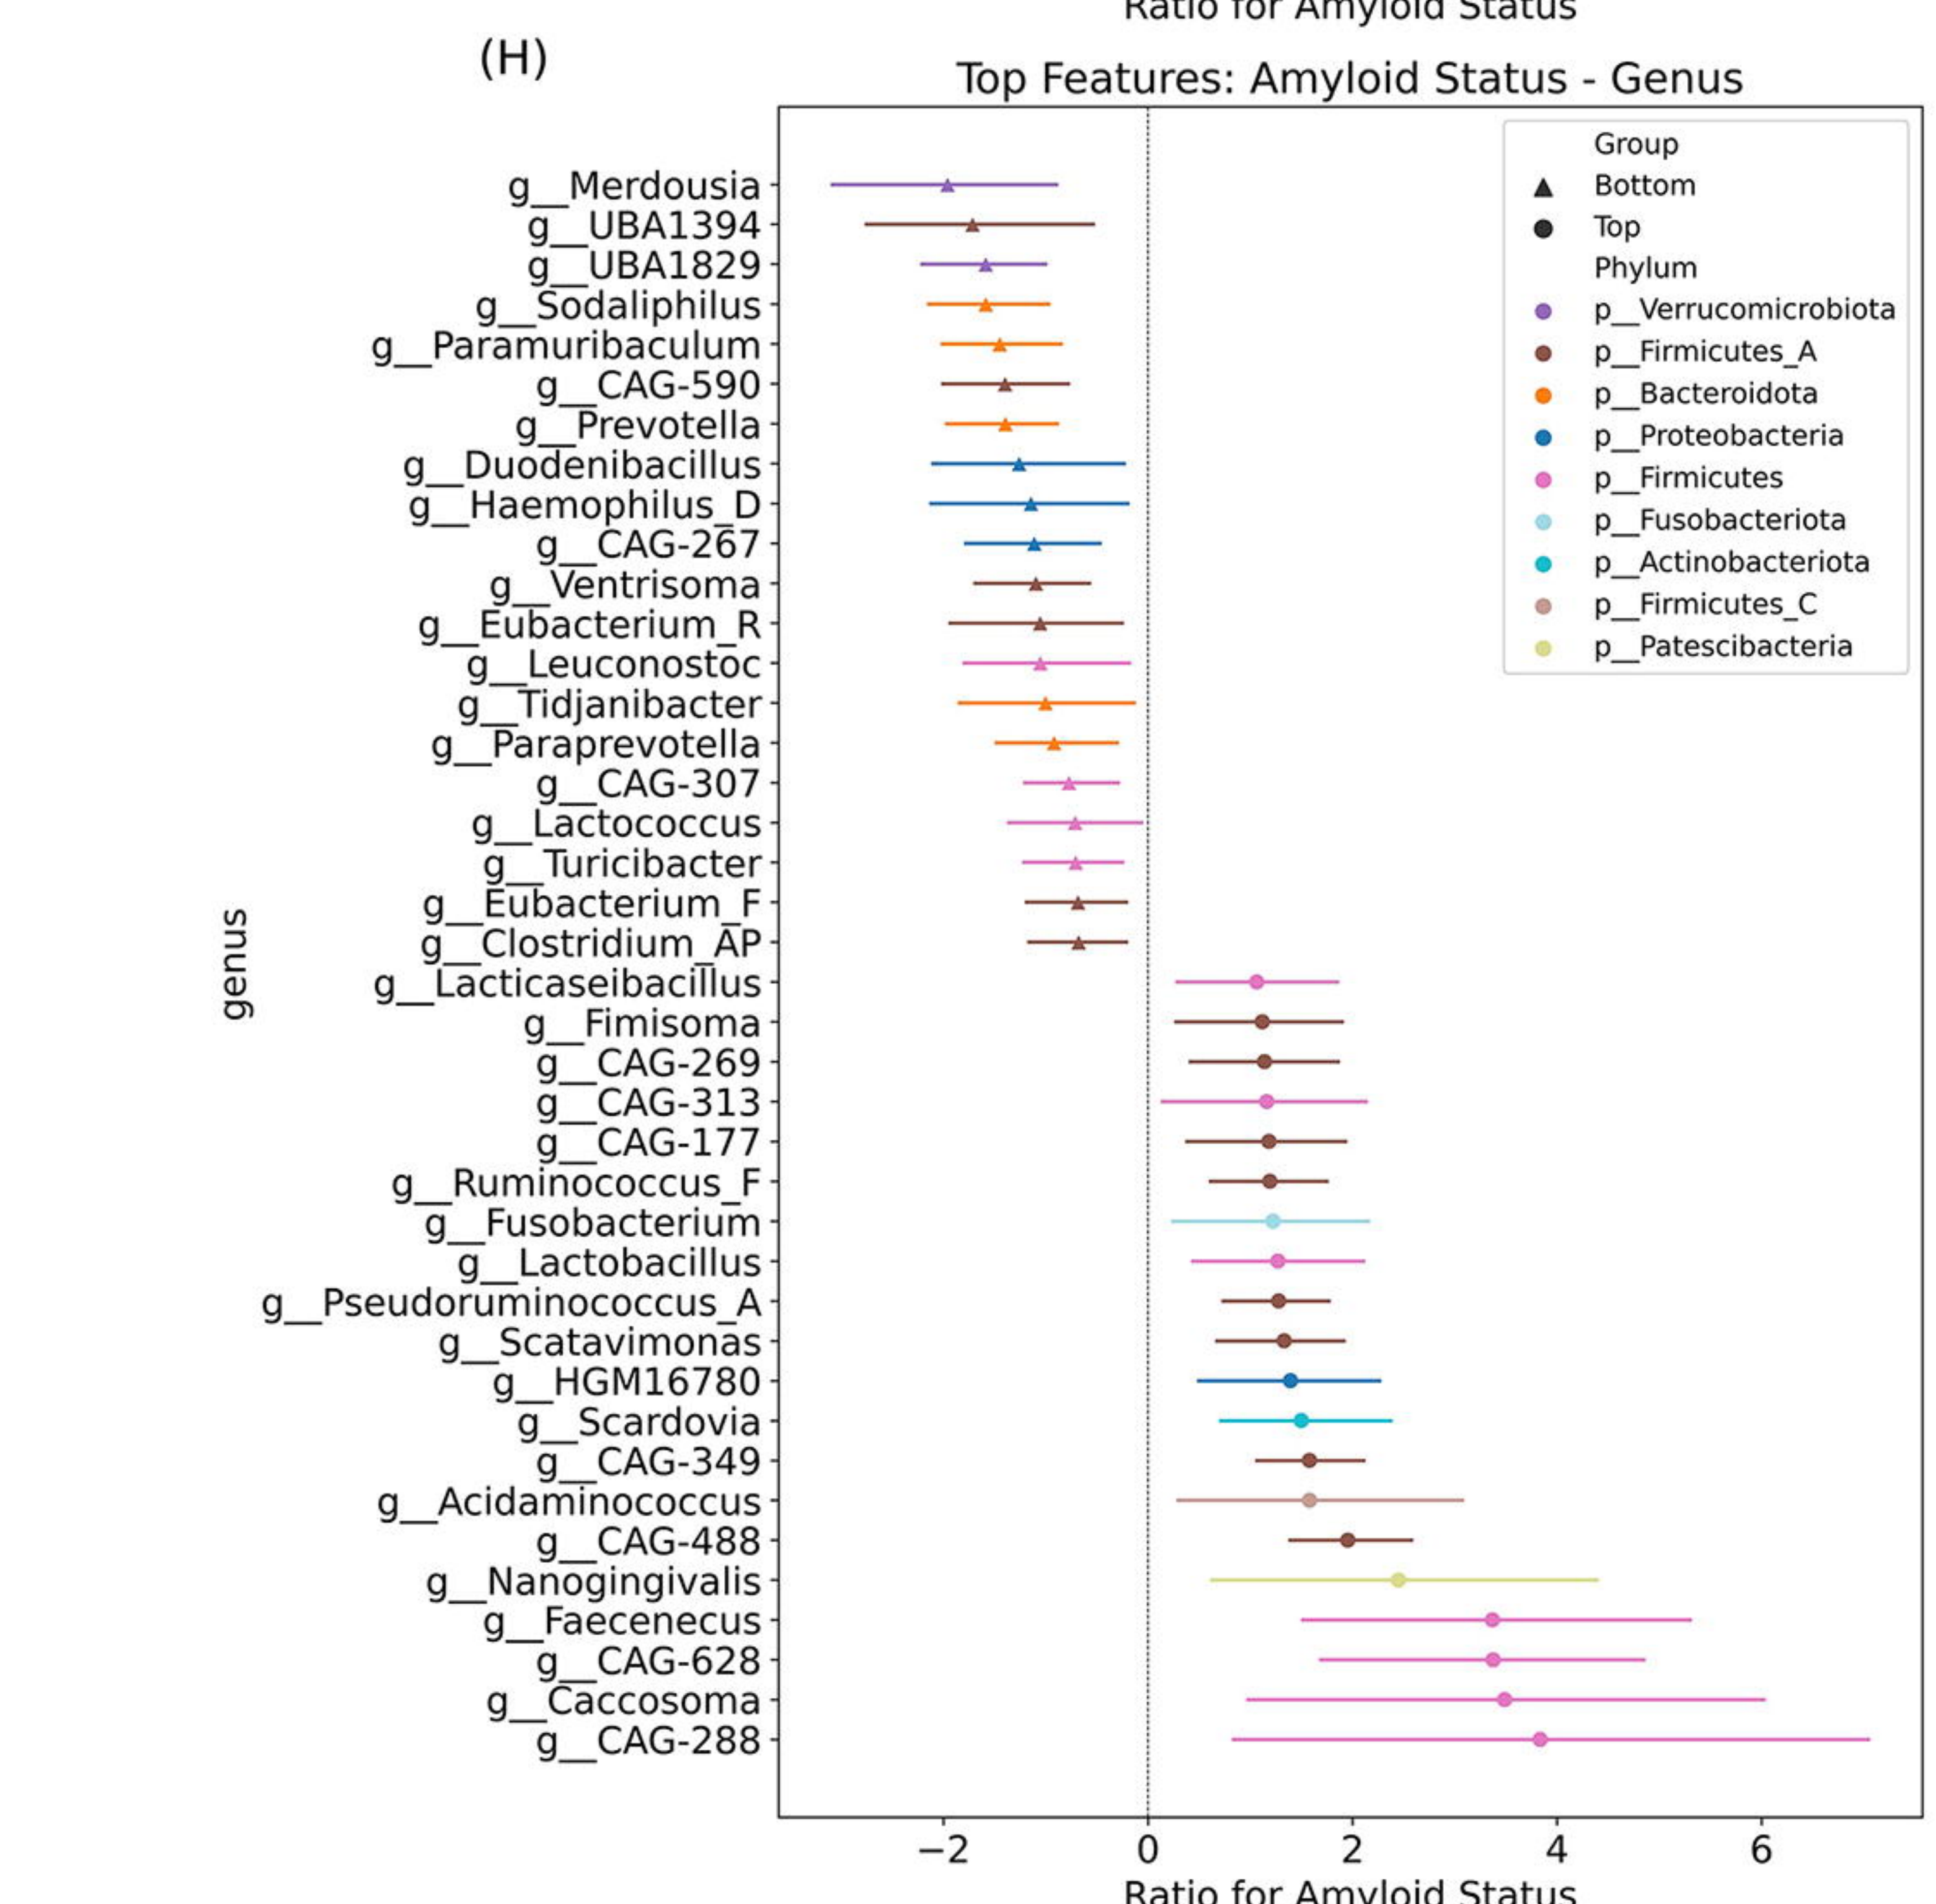 Ratio for Amyloid Status
(H)
Top Features: Amyloid Status - Genus
Group
Bottom
Top
Phylum
p__Verrucomicrobiota
p__Firmicutes_A
p__Bacteroidota
p__Proteobacteria
p__Firmicutes
p__Fusobacteriota
p__Actinobacteriota
p__Firmicutes_C
p__Patescibacteria
genus
g__Merdousia
g__UBA1394
g__UBA1829
g__Sodaliphilus
g__Paramuribaculum
g__CAG-590
g__Prevotella
g__Duodenibacillus
g__Haemophilus_D
g__CAG-267
g__Ventrisoma
g__Eubacterium_R
g__Leuconostoc
g__Tidjanibacter
g__Paraprevotella
g__CAG-307
g__Lactococcus
g__Turicibacter
g__Eubacterium_F
g__Clostridium_AP
g__Lacticaseibacillus
g__Fimisoma
g__CAG-269
g__CAG-313
g__CAG-177
g__Ruminococcus_F
g__Fusobacterium
g__Lactobacillus
g__Pseudoruminococcus_A
g__Scatavimonas
g__HGM16780
g__Scardovia
g__CAG-349
g__Acidaminococcus
g__CAG-488
g__Nanogingivalis
g__Faecenecus
g__CAG-628
g__Caccosoma
g__CAG-288
−2 0 2 4 6
Ratio for Amyloid Status